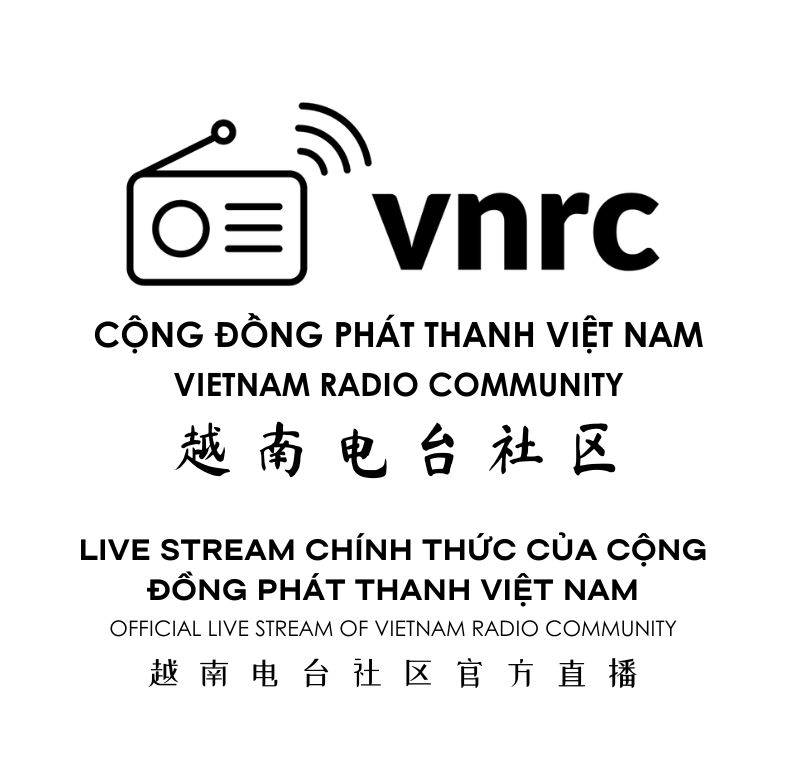 vnrc
CỘNG ĐỒNG PHÁT THANH VIỆT NAM
VIETNAM RADIO COMMUNITY
越南电台社区
LIVE STREAM CHÍNH THỨC CỦA CỘNG
ĐỒNG PHÁT THANH VIỆT NAM
OFFICIAL LIVE STREAM OF VIETNAM RADIO COMMUNITY
越南电台社区官方直播